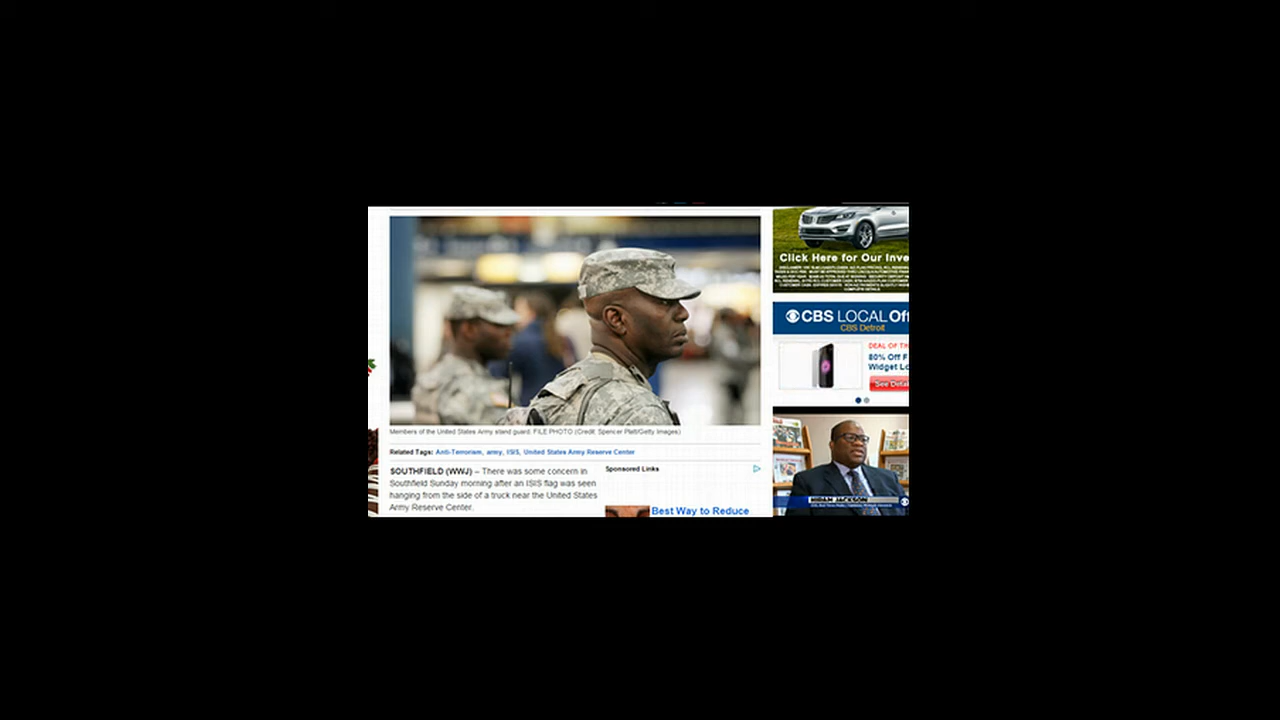 Members of the United States Army stand guard. FILE PHOTO (Credit: Spencer Platt/Getty Images)
Related Tags: Anti-Terrorism, army, ISIS, United States Army Reserve Center
SOUTHFIELD (WWJ) – There was some concern in
Southfield Sunday morning after an ISIS flag was seen
hanging from the side of a truck near the United States
Army Reserve Center.
Sponsored Links
Best Way to Reduce
Click Here for Our Inve
CBS LOCAL Off
CBS Detroit
DEAL OF TH
80% Off F
Widget Lo
See Detai
HIRAM JACKSON